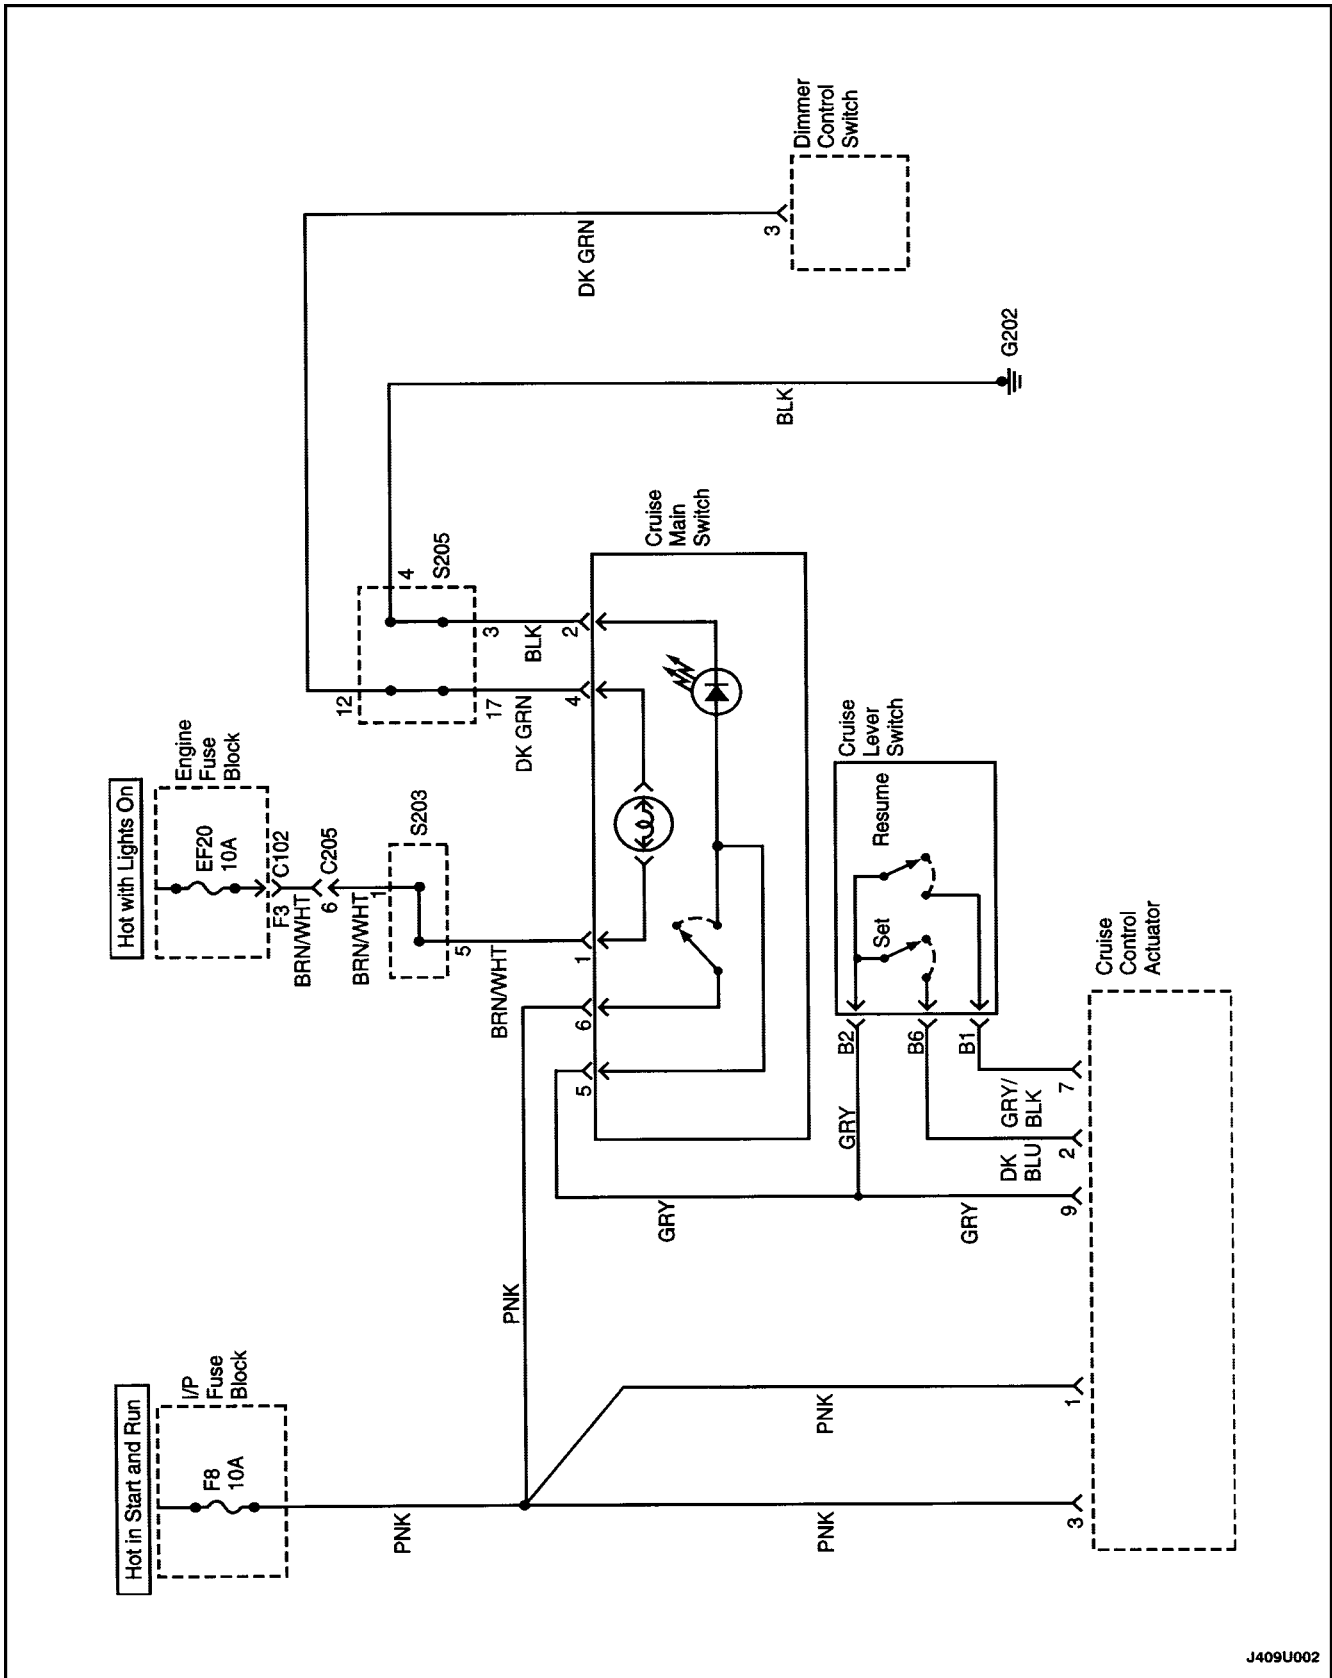 Hot in Start and Run
I/P
Fuse
Block
F8
10A
PNK
PNK
PNK
PNK
3
1
Hot with Lights On
Engine
Fuse
Block
EF20
10A
F3
C102
BRN/WHT
6
C205
BRN/WHT
1
S203
5
BRN/WHT
12
4
S205
17
3
DK GRN
BLK
5
6
1
4
2
Cruise
Main
Switch
DK GRN
3
Dimmer
Control
Switch
BLK
G202
Cruise
Lever
Switch
Set
Resume
B2
B6
B1
GRY
GRY
GRY
DK
BLU
GRY/
BLK
9
2
7
Cruise
Control
Actuator
J409U002